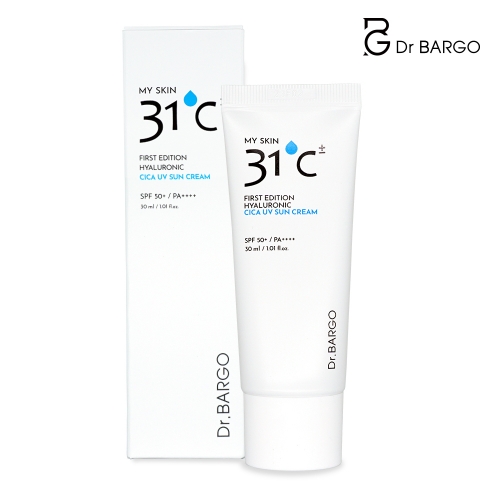 Dr BARGO
MY SKIN
31°C
FIRST EDITION
HYALURONIC
CICA UV SUN CREAM
SPF 50+ / PA++++
30 ml / 1.01 fl.oz.
Dr.BARGO
MY SKIN
31°C±
FIRST EDITION
HYALURONIC
CICA UV SUN CREAM
SPF 50+ / PA++++
30 ml / 1.01 fl.oz.
Dr.BARGO